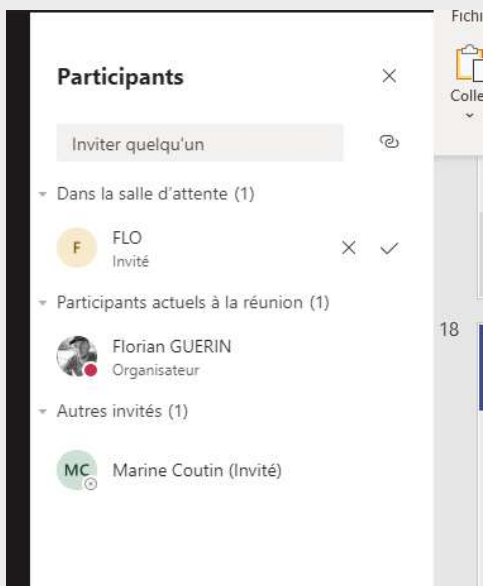 Participants
Inviter quelqu'un
Dans la salle d'attente (1)
F
FLO
Invité
Participants actuels à la réunion (1)
Florian GUERIN
Organisateur
Autres invités (1)
MC
Marine Coutin (Invité)
Fichi
Colle
18